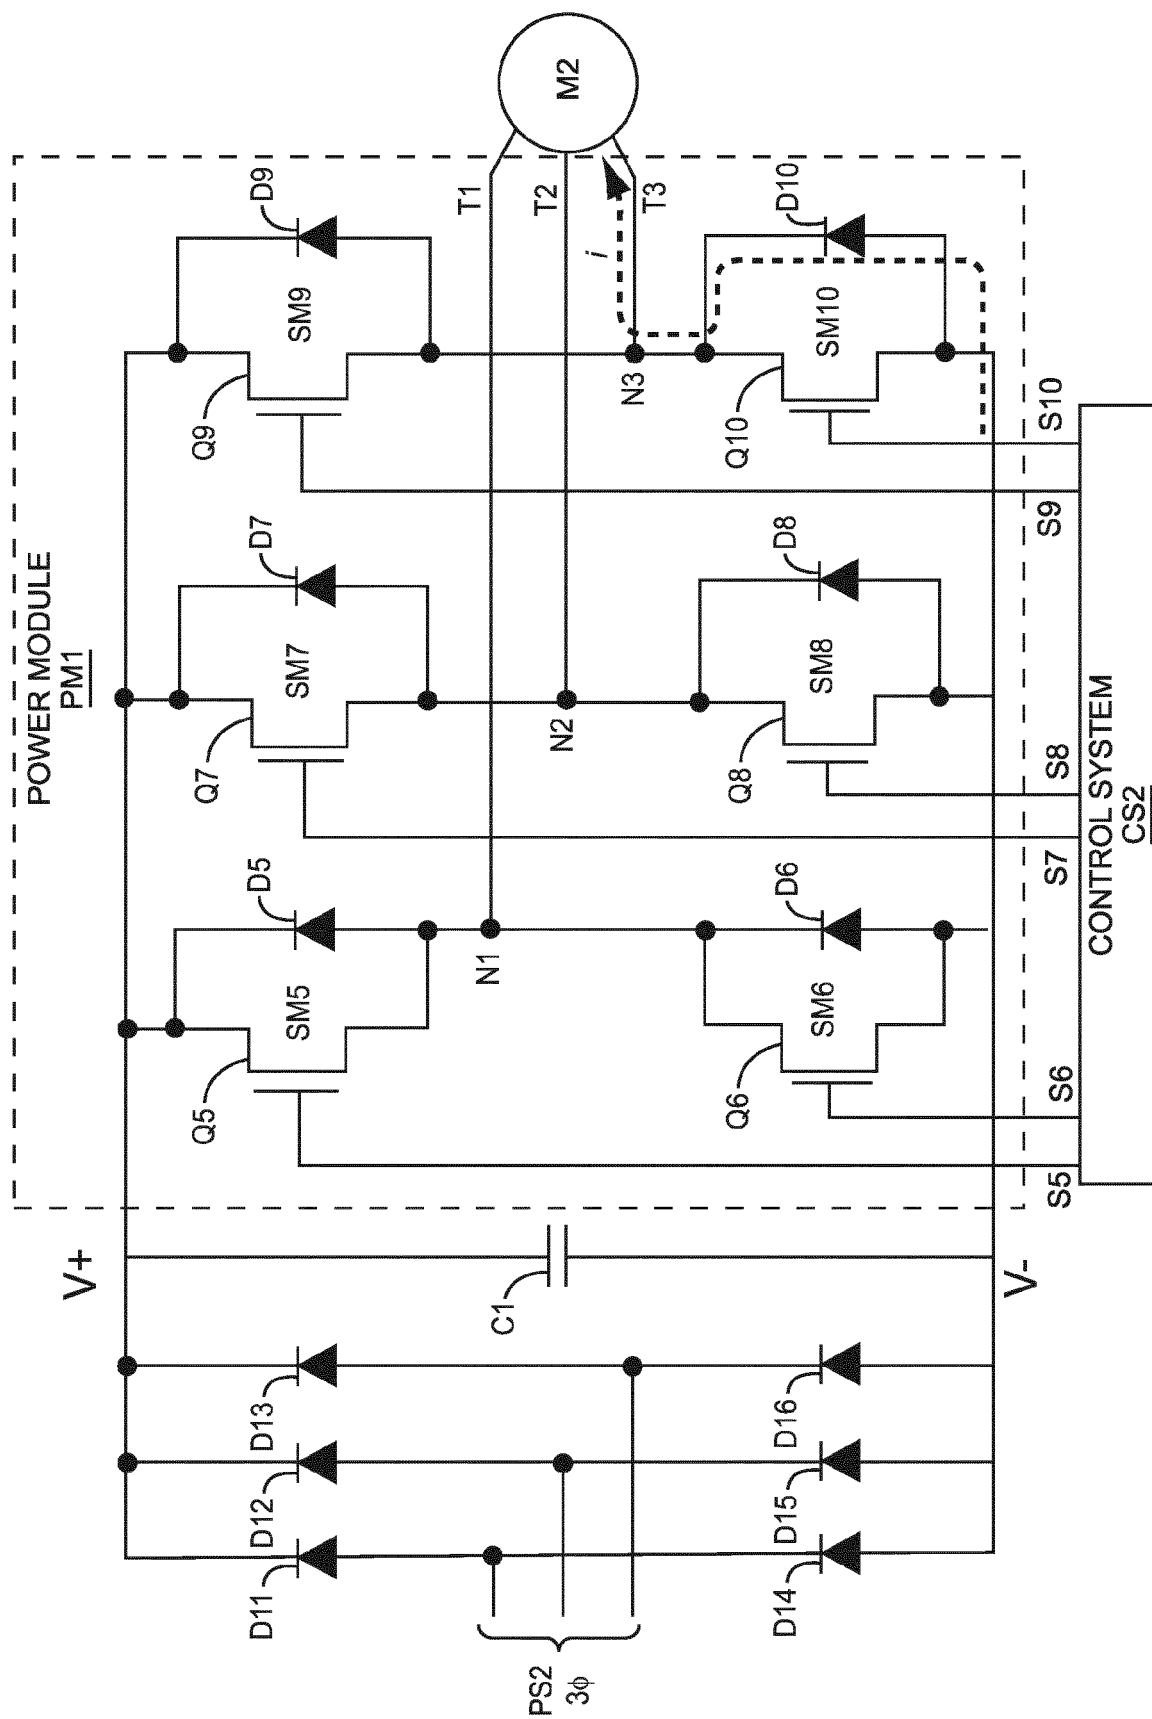 POWER MODULE
PM1
V+
D11
D12
D13
Q5
SM5
D5
Q7
SM7
D7
Q9
SM9
D9
PS2
3ϕ
C1
N1
N2
N3
T1
T2
T3
i
M2
D14
D15
D16
Q6
SM6
D6
Q8
SM8
D8
Q10
SM10
D10
V-
S5
S6
S7
S8
S9
S10
CONTROL SYSTEM
CS2